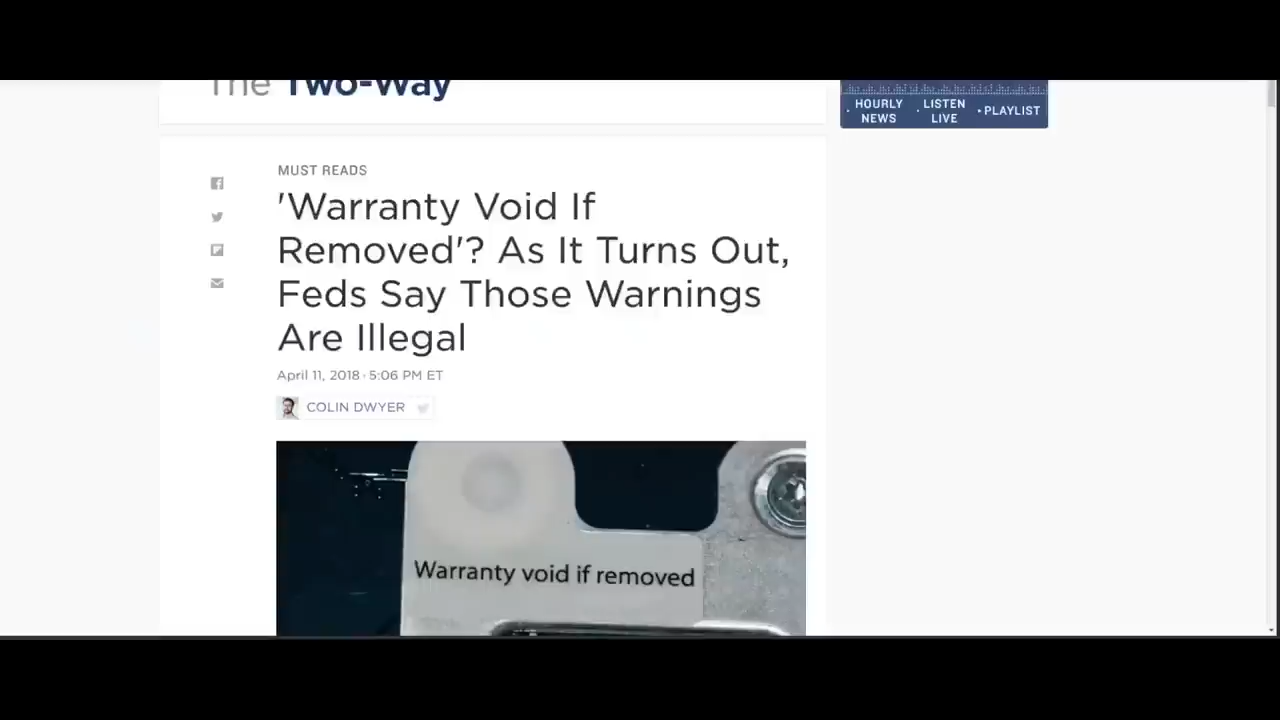 The Two-Way
HOURLY NEWS
LISTEN LIVE
PLAYLIST
MUST READS
'Warranty Void If
Removed'? As It Turns Out,
Feds Say Those Warnings
Are Illegal
April 11, 2018 · 5:06 PM ET
COLIN DWYER
Warranty void if removed